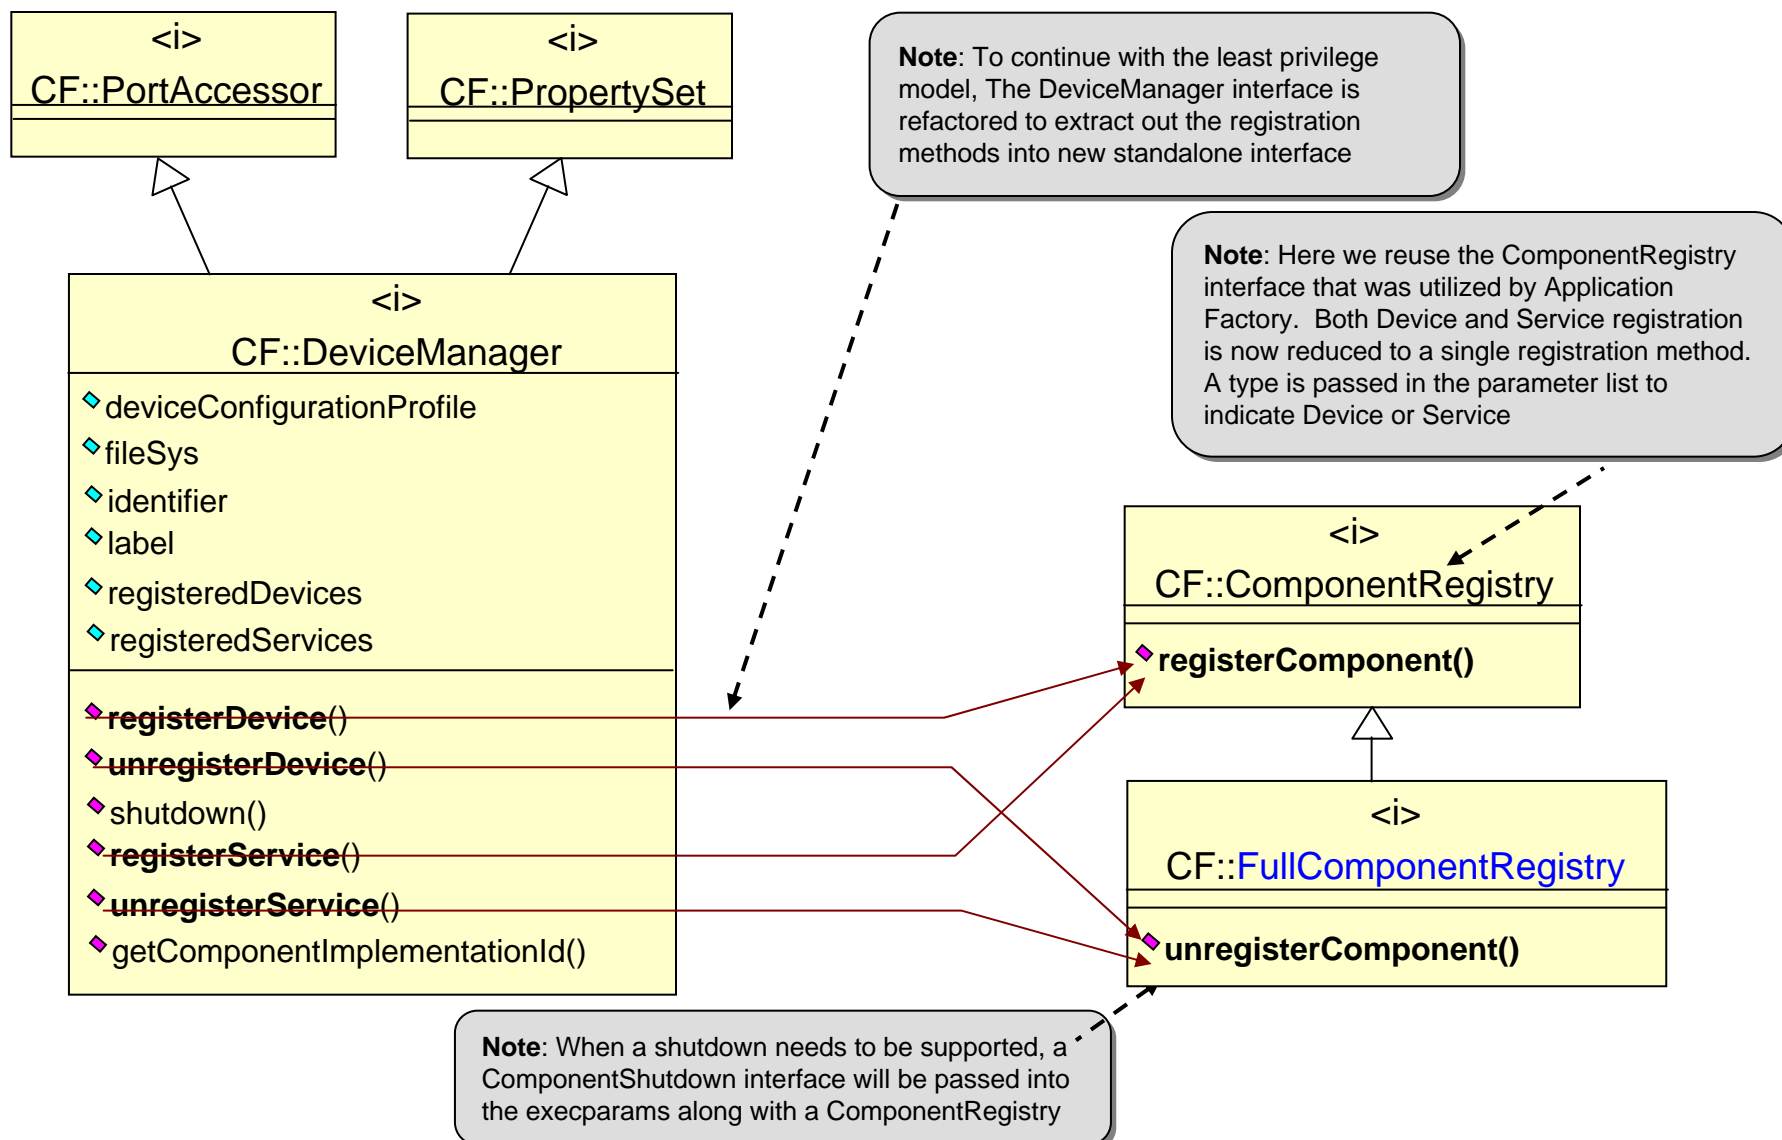 <i>
CF::PortAccessor
<i>
CF::PropertySet
Note: To continue with the least privilege
model, The DeviceManager interface is
refactored to extract out the registration
methods into new standalone interface
Note: Here we reuse the ComponentRegistry
interface that was utilized by Application
Factory.  Both Device and Service registration
is now reduced to a single registration method.
A type is passed in the parameter list to
indicate Device or Service
<i>
CF::DeviceManager
deviceConfigurationProfile
fileSys
identifier
label
registeredDevices
registeredServices
registerDevice()
unregisterDevice()
shutdown()
registerService()
unregisterService()
getComponentImplementationId()
<i>
CF::ComponentRegistry
registerComponent()
<i>
CF::FullComponentRegistry
unregisterComponent()
Note: When a shutdown needs to be supported, a
ComponentShutdown interface will be passed into
the execparams along with a ComponentRegistry